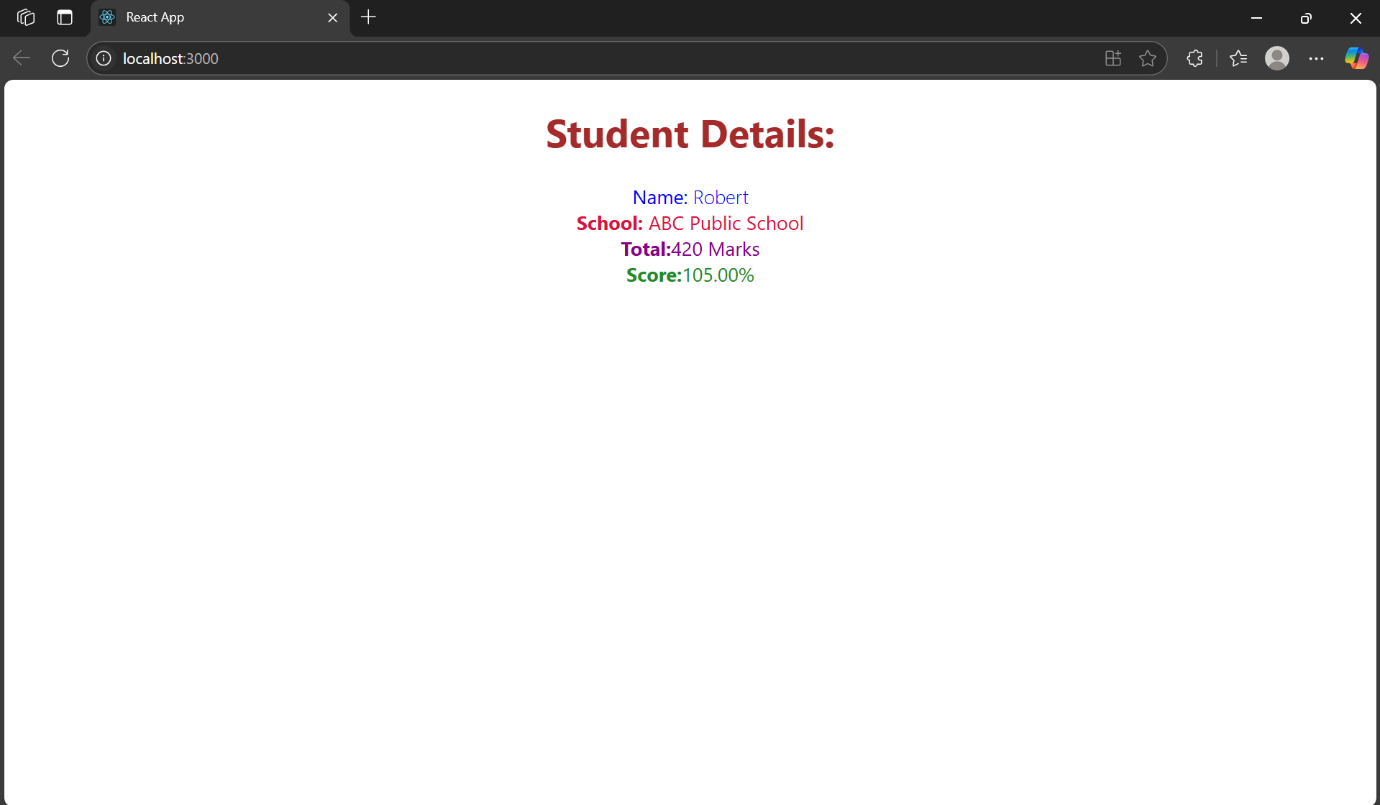 React App
localhost:3000
Student Details:
Name: Robert
School: ABC Public School
Total:420 Marks
Score:105.00%